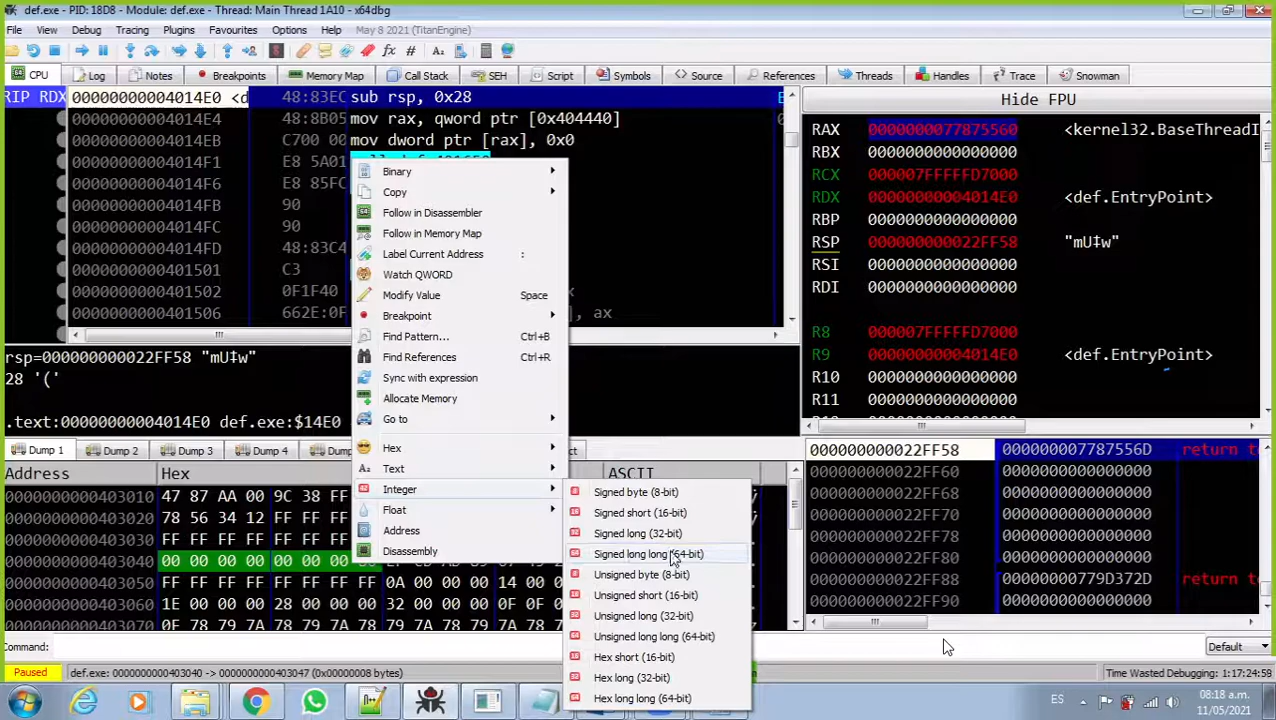 def.exe - PID: 18D8 - Module: def.exe - Thread: Main Thread 1A10 - x64dbg
File View Debug Tracing Plugins Favourites Options Help May 8 2021 (TitanEngine)
CPU Log Notes Breakpoints Memory Map Call Stack SEH Script Symbols Source References Threads Handles Trace Snowman
RIP RDX 00000000004014E0 <d 48:83EC sub rsp, 0x28
00000000004014E4 48:8B05 mov rax, qword ptr [0x404440]
C700 00 mov dword ptr [rax], 0x0
00000000004014F1 E8 5A01
00000000004014F6 E8 85FC
00000000004014FB 90
00000000004014FC 90
00000000004014FD 48:83C4
0000000000401501 C3
0000000000401502 0F1F40
0000000000401506 662E:0F ], ax
Hide FPU
RAX 0000000077875560 <kernel32.BaseThreadI
RBX 0000000000000000
RCX 000007FFFFFD7000
RDX 00000000004014E0 <def.EntryPoint>
RBP 0000000000000000
RSP 000000000022FF58 "mU‡w"
RSI 0000000000000000
RDI 0000000000000000
R8 000007FFFFFD7000
R9 00000000004014E0 <def.EntryPoint>
R10 0000000000000000
R11 0000000000000000
rsp=000000000022FF58 "mU‡w"
28 '('
.text:00000000004014E0 def.exe:$14E0
Binary
Copy
Follow in Disassembler
Follow in Memory Map
Label Current Address :
Watch QWORD
Modify Value Space
Breakpoint
Find Pattern... Ctrl+B
Find References Ctrl+R
Sync with expression
Allocate Memory
Go to
Hex
Text
Integer
Float
Address
Disassembly
Signed byte (8-bit)
Signed short (16-bit)
Signed long (32-bit)
Signed long long (64-bit)
Unsigned byte (8-bit)
Unsigned short (16-bit)
Unsigned long (32-bit)
Unsigned long long (64-bit)
Hex short (16-bit)
Hex long (32-bit)
Hex long long (64-bit)
Dump 1 Dump 2 Dump 3 Dump 4
Address Hex ASCII
0000000000403010 47 87 AA 00 9C 38 FF
0000000000403020 78 56 34 12 FF FF FF
0000000000403040 00 00 00 00 00 00 00
0000000000403050 FF FF FF FF FF FF FF FF 0A 00 00 00 14 00 00
0000000000403060 1E 00 00 00 28 00 00 00 32 00 00 00 0F 0F 0F
000000000022FF58 000000007787556D return to
000000000022FF60 0000000000000000
000000000022FF68 0000000000000000
000000000022FF70 0000000000000000
000000000022FF78 0000000000000000
000000000022FF80 0000000000000000
000000000022FF88 00000000779D372D return to
000000000022FF90 0000000000000000
Command: Default
Paused def.exe: 0000000000403040 -> 0000000000403047 (0x00000008 bytes) Time Wasted Debugging: 1:17:24:59
ES 08:18 a.m.
11/05/2021